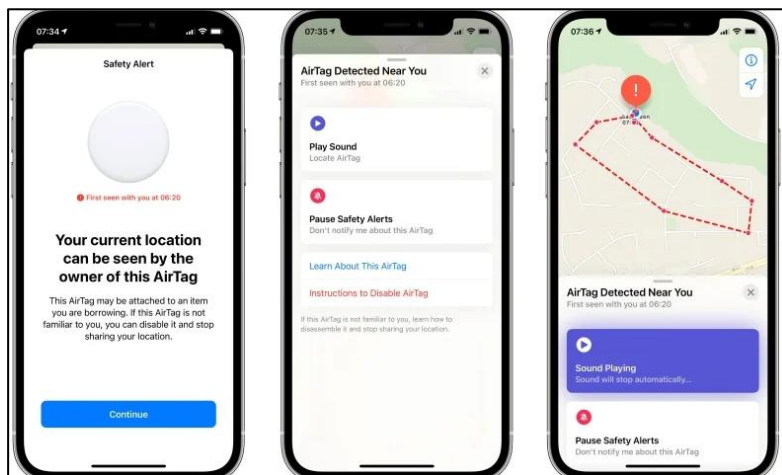 07:34
Safety Alert
First seen with you at 06:20
Your current location
can be seen by the
owner of this AirTag
This AirTag may be attached to an item
you are borrowing. If this AirTag is not
familiar to you, you can disable it and stop
sharing your location.
Continue
07:35
AirTag Detected Near You
First seen with you at 06:20
Play Sound
Locate AirTag
Pause Safety Alerts
Don't notify me about this AirTag
Learn About This AirTag
Instructions to Disable AirTag
If this AirTag is not familiar to you, learn how to
disassemble it and stop sharing your location.
07:36
AirTag Detected Near You
First seen with you at 06:20
Sound Playing
Sound will stop automatically...
Pause Safety Alerts
Don't notify me about this AirTag